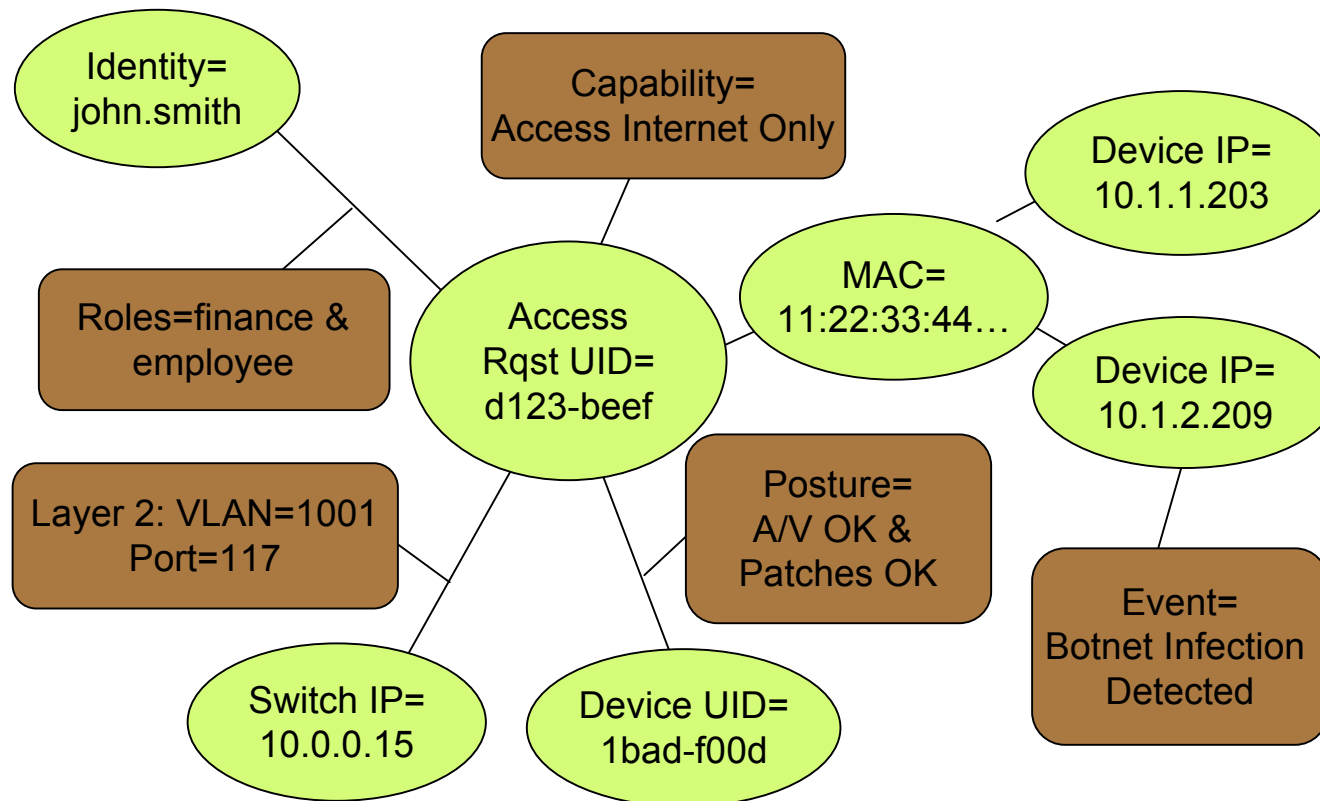 Identity=
john.smith
Capability=
Access Internet Only
Device IP=
10.1.1.203
MAC=
11:22:33:44…
Roles=finance &
employee
Access
Rqst UID=
d123-beef
Device IP=
10.1.2.209
Layer 2: VLAN=1001
Port=117
Posture=
A/V OK &
Patches OK
Event=
Botnet Infection
Detected
Switch IP=
10.0.0.15
Device UID=
1bad-f00d